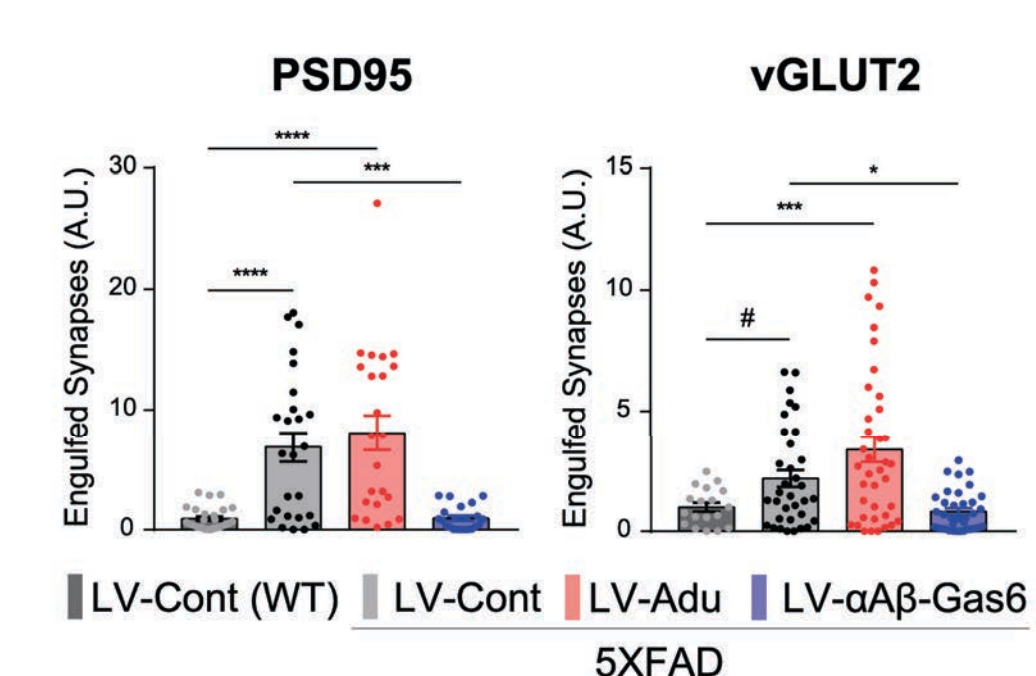 PSD95
Engulfed Synapses (A.U.)
30
20
10
0
****
***
****
vGLUT2
Engulfed Synapses (A.U.)
15
10
5
0
*
***
#
LV-Cont (WT) LV-Cont LV-Adu LV-αAβ-Gas6
5XFAD